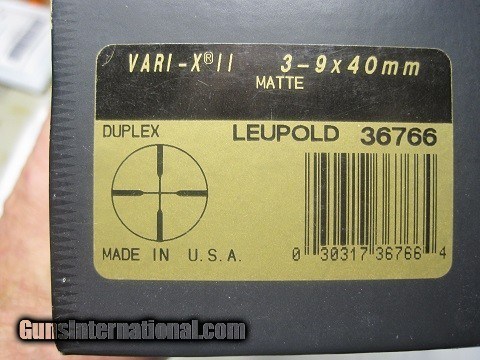 VARI-X®II 3-9x40mm
MATTE
DUPLEX LEUPOLD 36766
MADE IN U.S.A.
0 30317 36766 4
GunsInternational.com